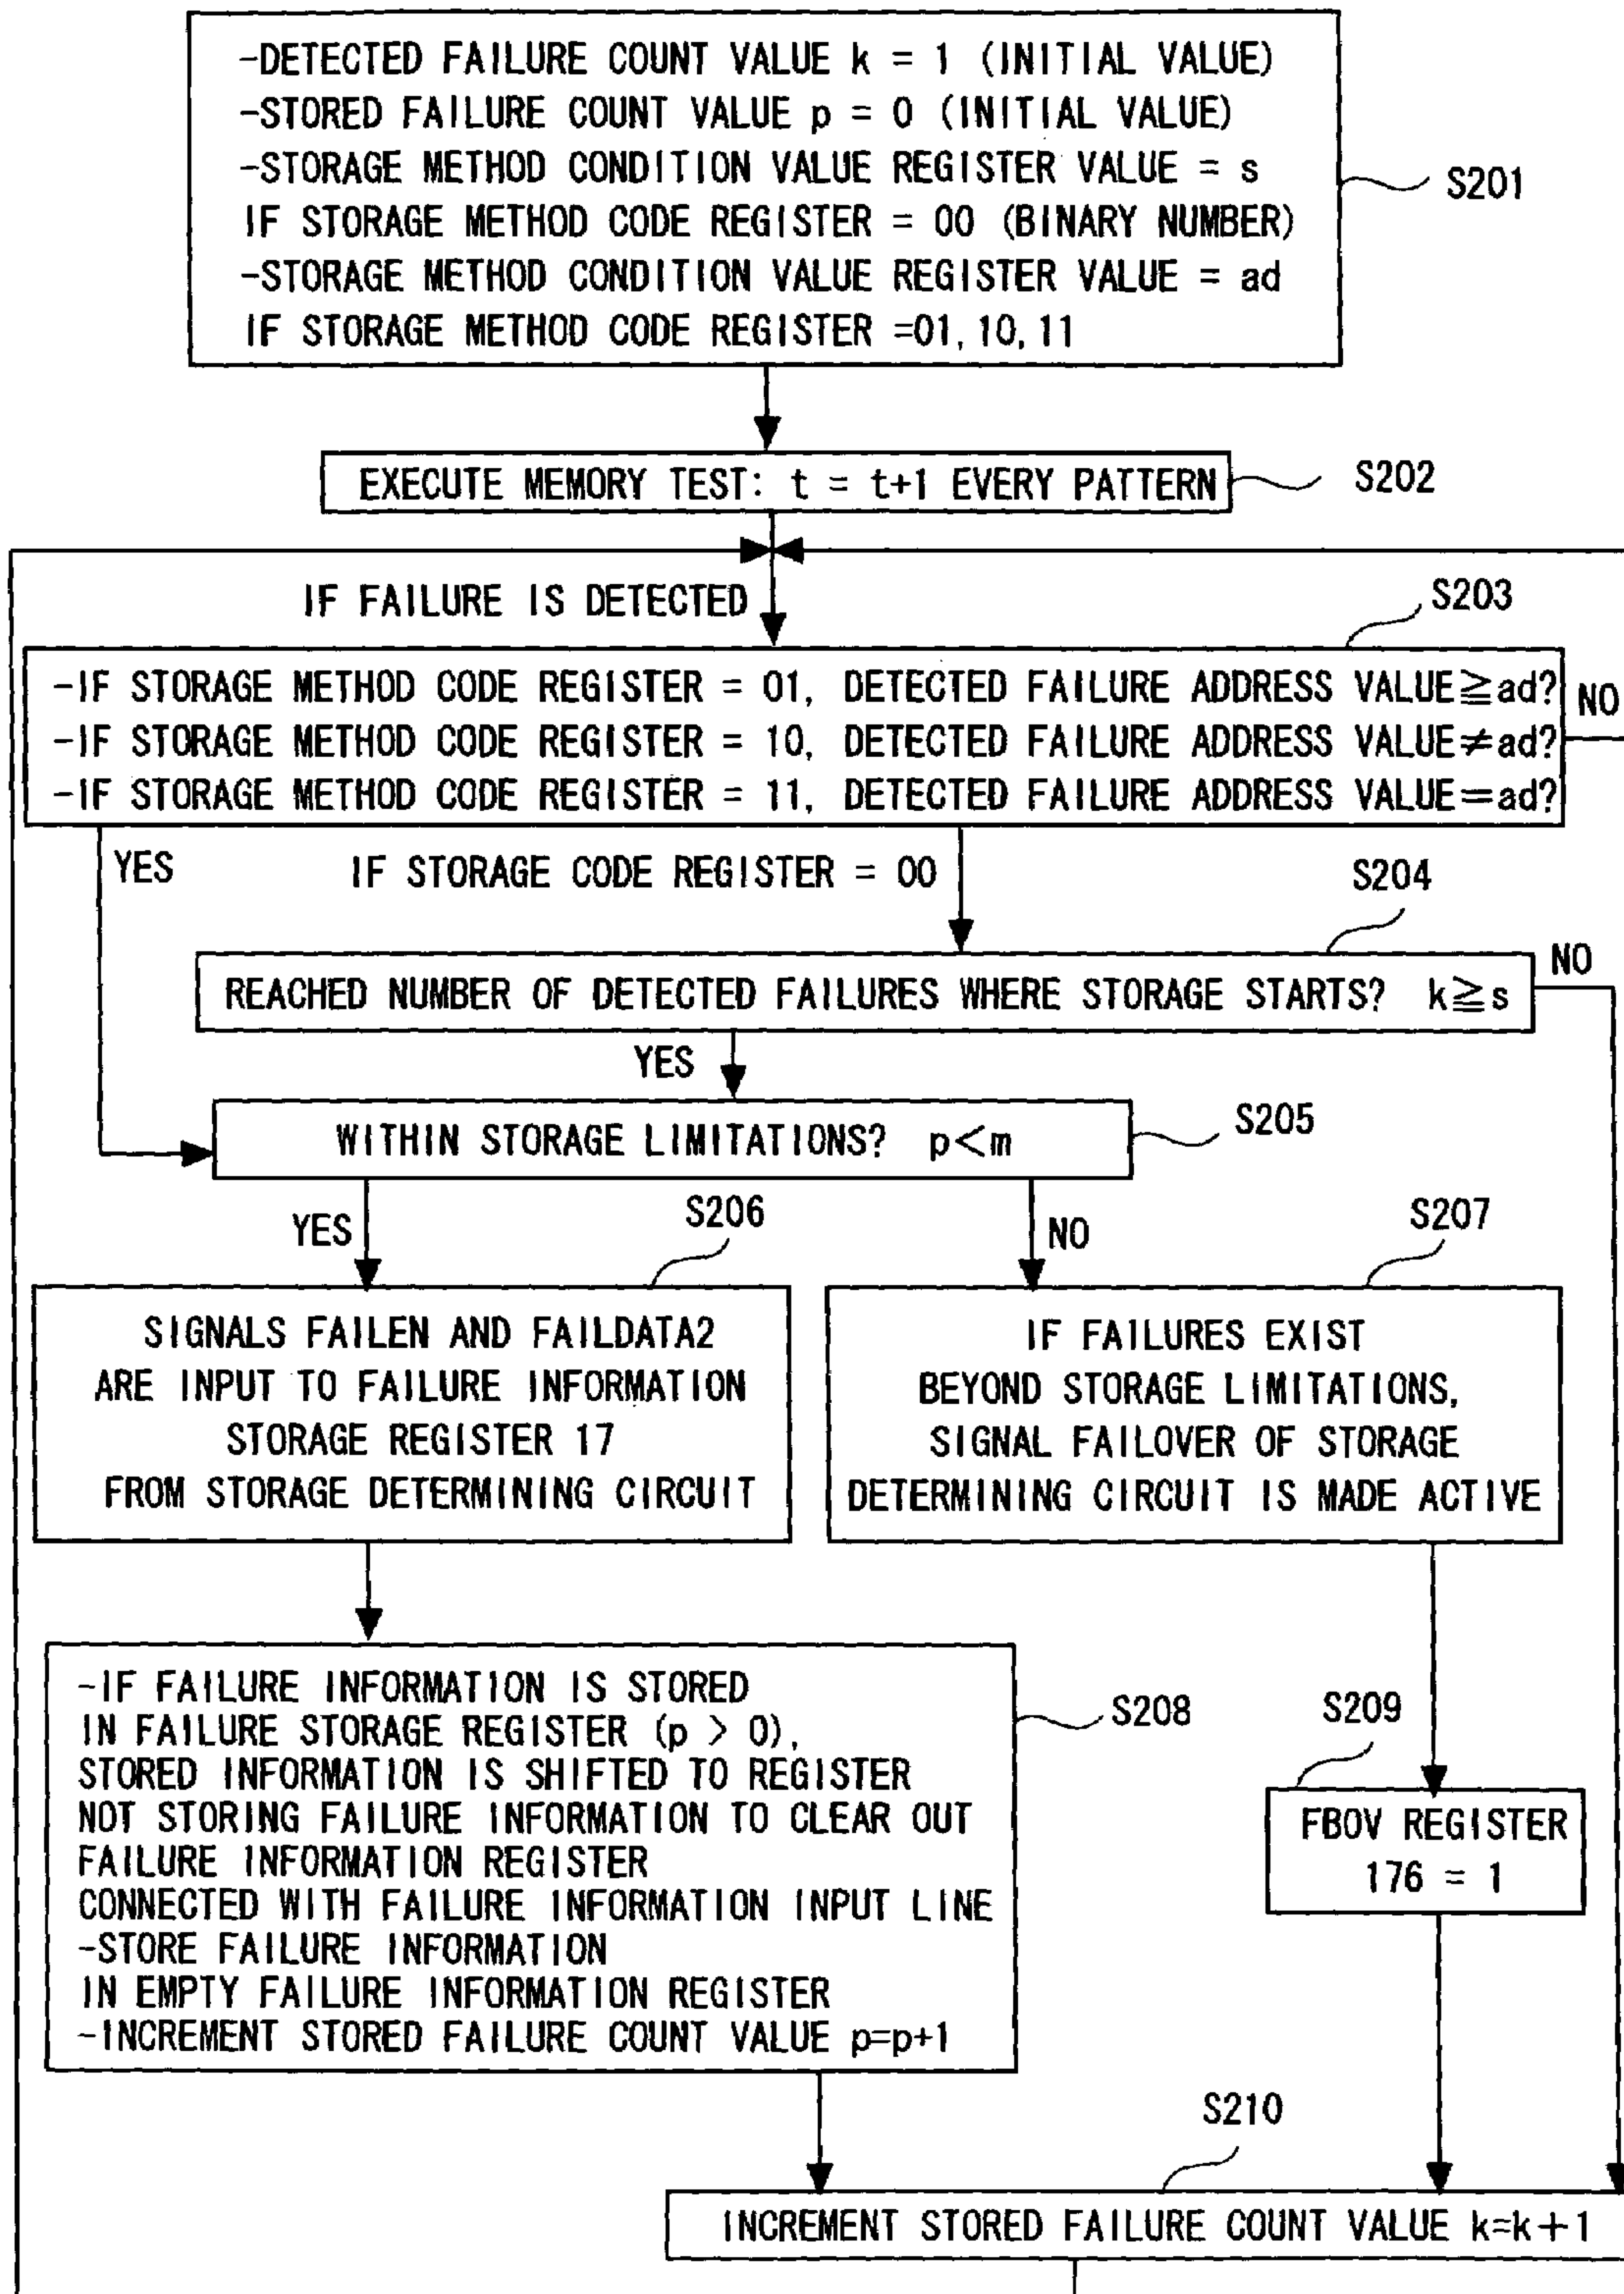 -DETECTED FAILURE COUNT VALUE k = 1 (INITIAL VALUE)
-STORED FAILURE COUNT VALUE p = 0 (INITIAL VALUE)
-STORAGE METHOD CONDITION VALUE REGISTER VALUE = s
IF STORAGE METHOD CODE REGISTER = 00 (BINARY NUMBER)
-STORAGE METHOD CONDITION VALUE REGISTER VALUE = ad
IF STORAGE METHOD CODE REGISTER =01, 10, 11
S201
EXECUTE MEMORY TEST: t = t+1 EVERY PATTERN
S202
IF FAILURE IS DETECTED
S203
-IF STORAGE METHOD CODE REGISTER = 01, DETECTED FAILURE ADDRESS VALUE≧ad?
-IF STORAGE METHOD CODE REGISTER = 10, DETECTED FAILURE ADDRESS VALUE≠ad?
-IF STORAGE METHOD CODE REGISTER = 11, DETECTED FAILURE ADDRESS VALUE=ad?
NO
YES
IF STORAGE CODE REGISTER = 00
S204
REACHED NUMBER OF DETECTED FAILURES WHERE STORAGE STARTS? k≧s
NO
YES
WITHIN STORAGE LIMITATIONS? p<m
S205
YES
S206
NO
S207
SIGNALS FAILEN AND FAILDATA2
ARE INPUT TO FAILURE INFORMATION
STORAGE REGISTER 17
FROM STORAGE DETERMINING CIRCUIT
IF FAILURES EXIST
BEYOND STORAGE LIMITATIONS,
SIGNAL FAILOVER OF STORAGE
DETERMINING CIRCUIT IS MADE ACTIVE
-IF FAILURE INFORMATION IS STORED
IN FAILURE STORAGE REGISTER (p > 0),
STORED INFORMATION IS SHIFTED TO REGISTER
NOT STORING FAILURE INFORMATION TO CLEAR OUT
FAILURE INFORMATION REGISTER
CONNECTED WITH FAILURE INFORMATION INPUT LINE
-STORE FAILURE INFORMATION
IN EMPTY FAILURE INFORMATION REGISTER
-INCREMENT STORED FAILURE COUNT VALUE p=p+1
S208
S209
FBOV REGISTER
176 = 1
S210
INCREMENT STORED FAILURE COUNT VALUE k=k+1